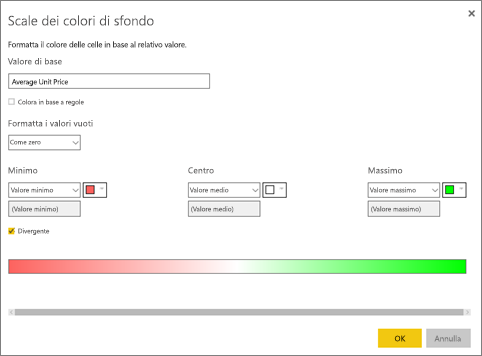 Scale dei colori di sfondo
Formatta il colore delle celle in base al relativo valore.
Valore di base
Average Unit Price
Colora in base a regole
Formatta i valori vuoti
Come zero
Minimo Centro Massimo
Valore minimo Valore medio Valore massimo
(Valore minimo) (Valore medio) (Valore massimo)
Divergente
OK Annulla